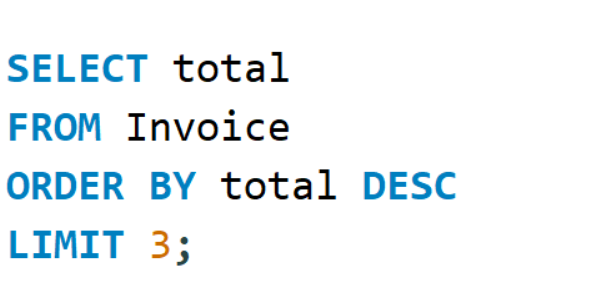 SELECT total
FROM Invoice
ORDER BY total DESC
LIMIT 3;